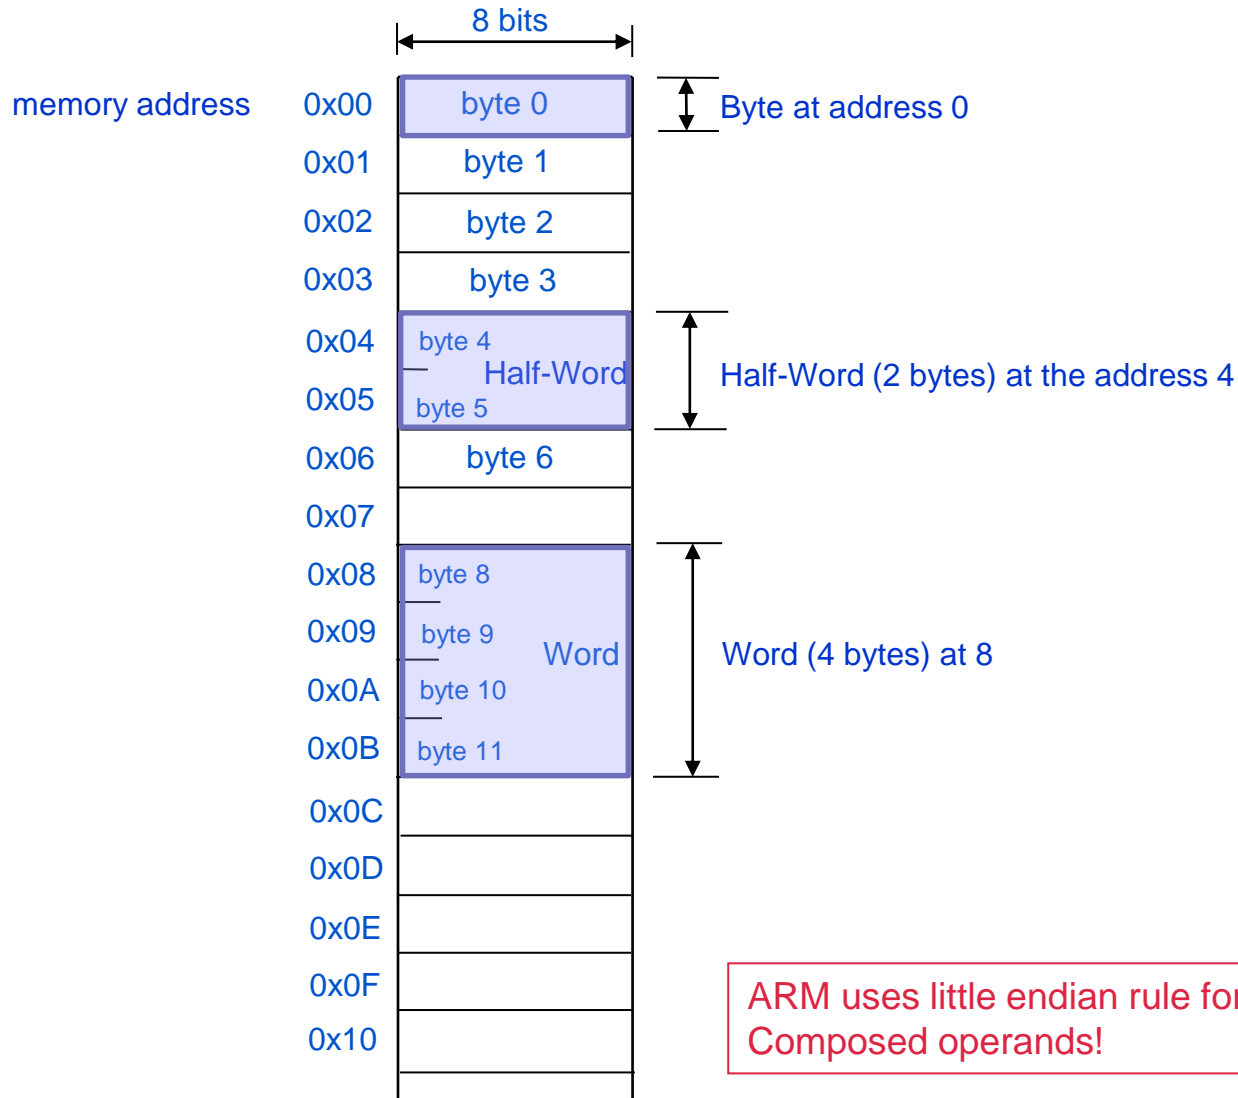 8 bits
memory address 0x00 byte 0 Byte at address 0
0x01 byte 1
0x02 byte 2
0x03 byte 3
0x04 byte 4
Half-Word Half-Word (2 bytes) at the address 4
0x05 byte 5
0x06 byte 6
0x07
0x08 byte 8
0x09 byte 9
Word Word (4 bytes) at 8
0x0A byte 10
0x0B byte 11
0x0C
0x0D
0x0E
0x0F
0x10
ARM uses little endian rule for
Composed operands!